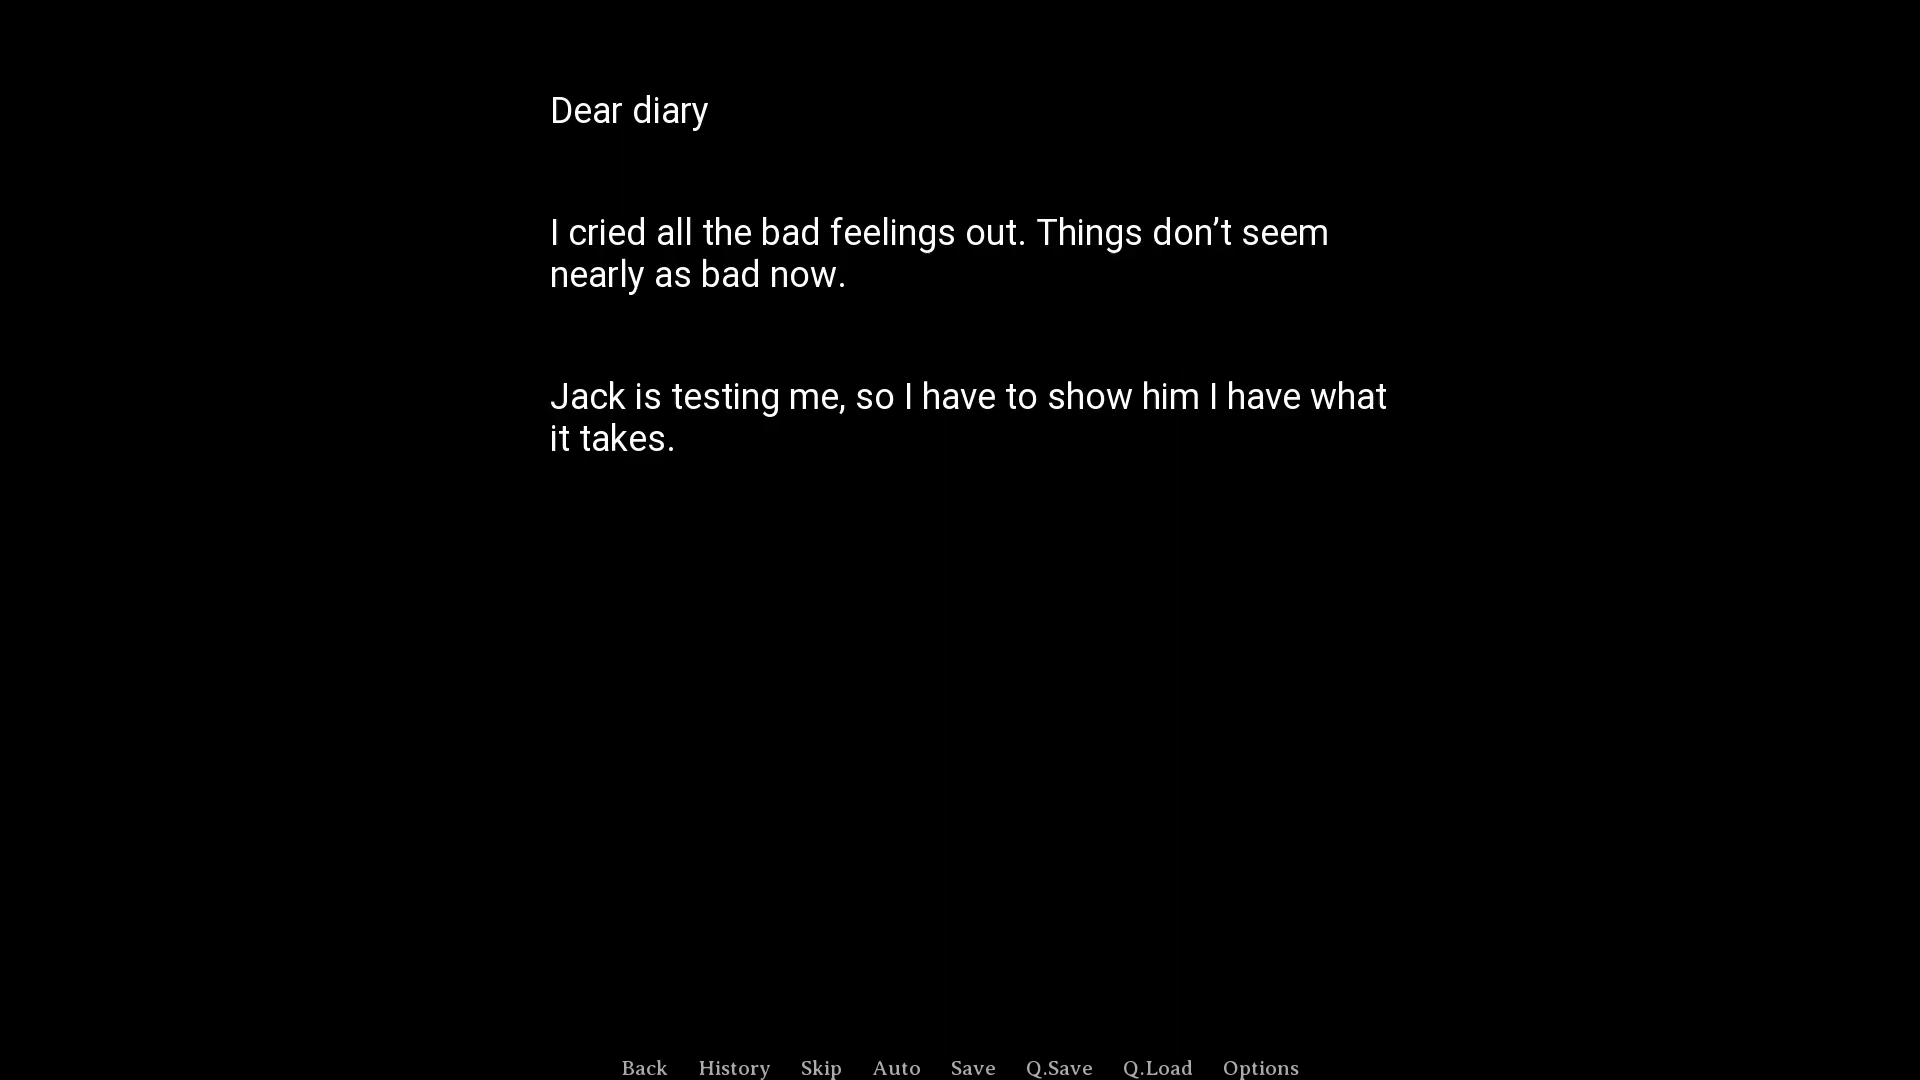 Dear diary
I cried all the bad feelings out. Things don’t seem
nearly as bad now.
Jack is testing me, so I have to show him I have what
it takes.
Back History Skip Auto Save Q.Save Q.Load Options